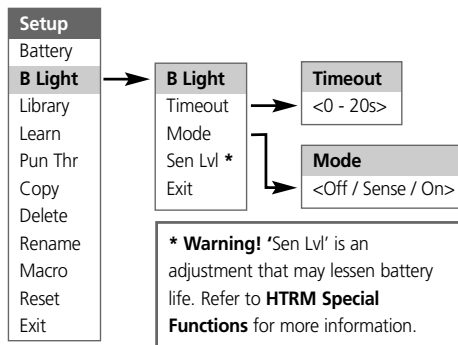 Setup
Battery
B Light
Library
Learn
Pun Thr
Copy
Delete
Rename
Macro
Reset
Exit
B Light
Timeout
Mode
Sen Lvl *
Exit
Timeout
<0 - 20s>
Mode
<Off / Sense / On>
* Warning! ‘Sen Lvl’ is an
adjustment that may lessen battery
life. Refer to HTRM Special
Functions for more information.